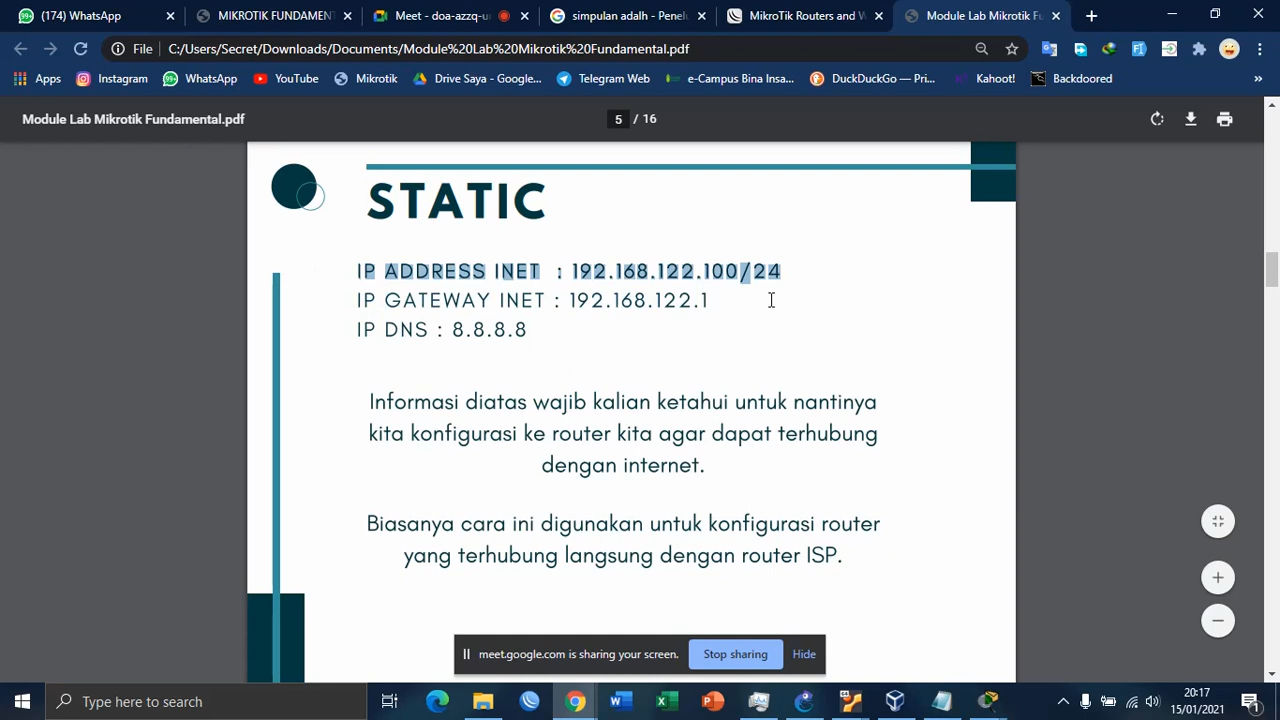 (174) WhatsApp
MIKROTIK FUNDAMENT
Meet - doa-azzq-u
simpulan adalh - Penelu
MikroTik Routers and W
Module Lab Mikrotik Fu
File
C:/Users/Secret/Downloads/Documents/Module%20Lab%20Mikrotik%20Fundamental.pdf
Apps
Instagram
WhatsApp
YouTube
Mikrotik
Drive Saya - Google...
Telegram Web
e-Campus Bina Insa...
DuckDuckGo — Pri...
Kahoot!
Backdoored
»
Module Lab Mikrotik Fundamental.pdf
5 / 16
STATIC
IP ADDRESS INET : 192.168.122.100/24
IP GATEWAY INET : 192.168.122.1
IP DNS : 8.8.8.8
Informasi diatas wajib kalian ketahui untuk nantinya
kita konfigurasi ke router kita agar dapat terhubung
dengan internet.
Biasanya cara ini digunakan untuk konfigurasi router
yang terhubung langsung dengan router ISP.
meet.google.com is sharing your screen.
Stop sharing
Hide
Type here to search
20:17
15/01/2021